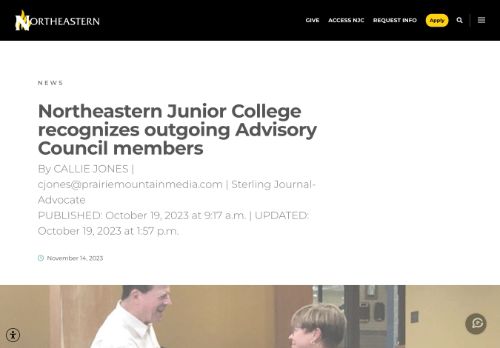 NORTHEASTERN
GIVE ACCESS NJC REQUEST INFO Apply
NEWS
Northeastern Junior College
recognizes outgoing Advisory
Council members
By CALLIE JONES |
cjones@prairiemountainmedia.com | Sterling Journal-
Advocate
PUBLISHED: October 19, 2023 at 9:17 a.m. | UPDATED:
October 19, 2023 at 1:57 p.m.
November 14, 2023